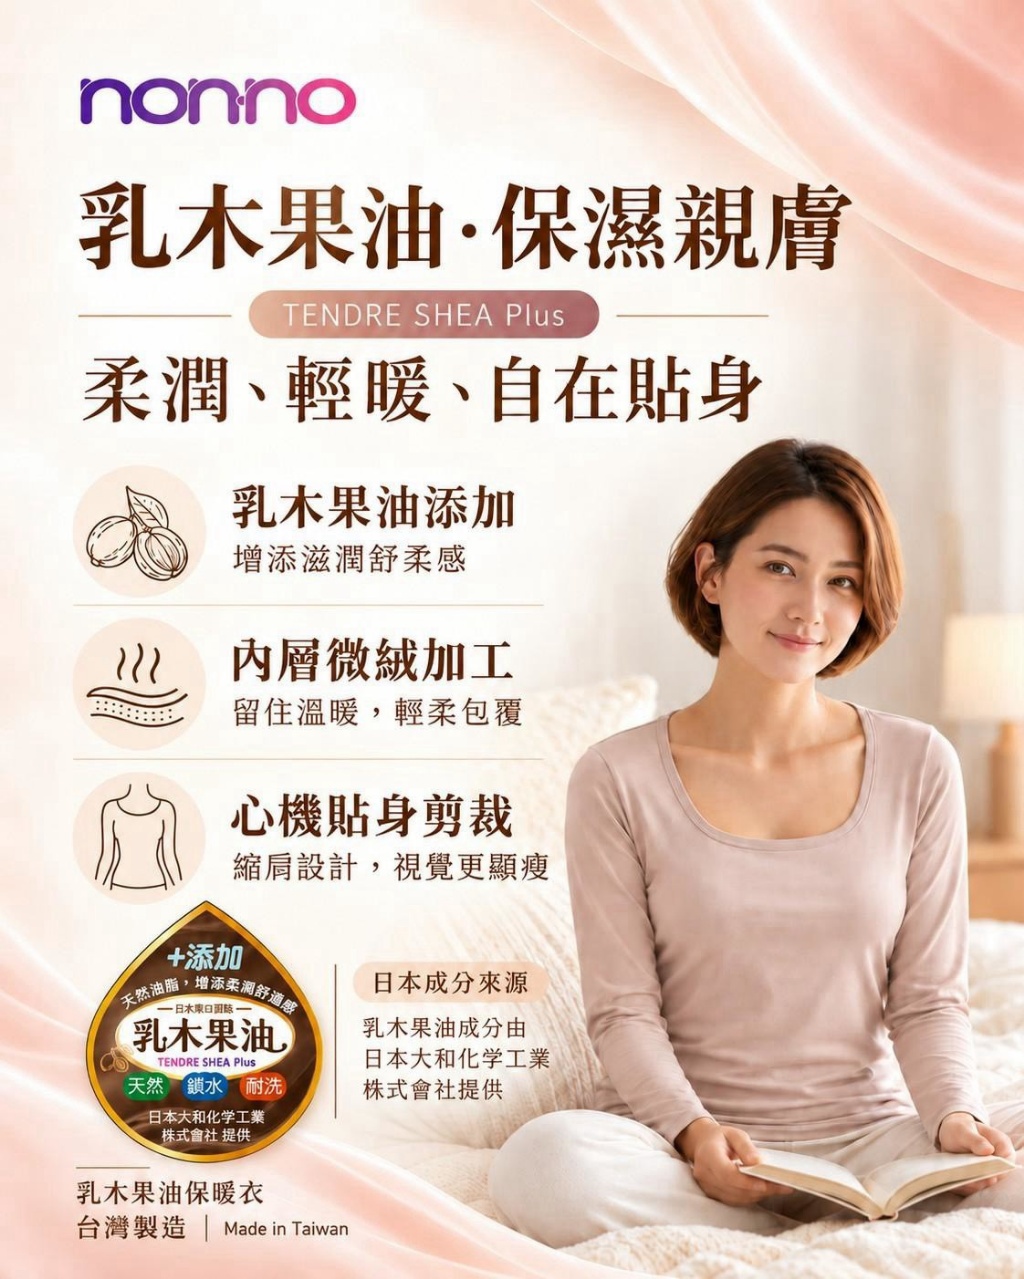 non-no
乳木果油·保濕親膚
TENDRE SHEA Plus
柔潤、輕暖、自在貼身
乳木果油添加
增添滋潤舒柔感
內層微絨加工
留住溫暖，輕柔包覆
心機貼身剪裁
縮肩設計，視覺更顯瘦
+添加
天然油脂，增添柔潤舒適感
乳木果油
TENDRE SHEA Plus
天然 鎖水 耐洗
日本大和化学工業
株式會社 提供
日本成分來源
乳木果油成分由
日本大和化学工業
株式會社提供
乳木果油保暖衣
台灣製造 | Made in Taiwan